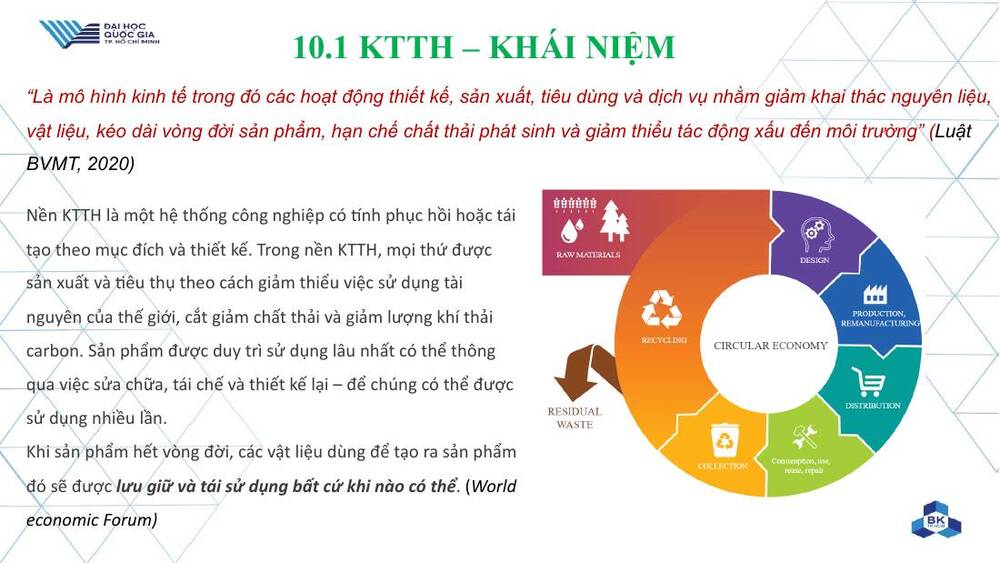 ĐẠI HỌC
QUỐC GIA
TP. HỒ CHÍ MINH
10.1 KTTH – KHÁI NIỆM
“Là mô hình kinh tế trong đó các hoạt động thiết kế, sản xuất, tiêu dùng và dịch vụ nhằm giảm khai thác nguyên liệu,
vật liệu, kéo dài vòng đời sản phẩm, hạn chế chất thải phát sinh và giảm thiểu tác động xấu đến môi trường” (Luật
BVMT, 2020)
Nền KTTH là một hệ thống công nghiệp có tính phục hồi hoặc tái
tạo theo mục đích và thiết kế. Trong nền KTTH, mọi thứ được
sản xuất và tiêu thụ theo cách giảm thiểu việc sử dụng tài
nguyên của thế giới, cắt giảm chất thải và giảm lượng khí thải
carbon. Sản phẩm được duy trì sử dụng lâu nhất có thể thông
qua việc sửa chữa, tái chế và thiết kế lại – để chúng có thể được
sử dụng nhiều lần.
Khi sản phẩm hết vòng đời, các vật liệu dùng để tạo ra sản phẩm
đó sẽ được lưu giữ và tái sử dụng bất cứ khi nào có thể. (World
economic Forum)
RAW MATERIALS
DESIGN
PRODUCTION,
REMANUFACTURING
RECYCLING
CIRCULAR ECONOMY
DISTRIBUTION
RESIDUAL
WASTE
COLLECTION
Consumption, use,
reuse, repair
BK
TP.HCM